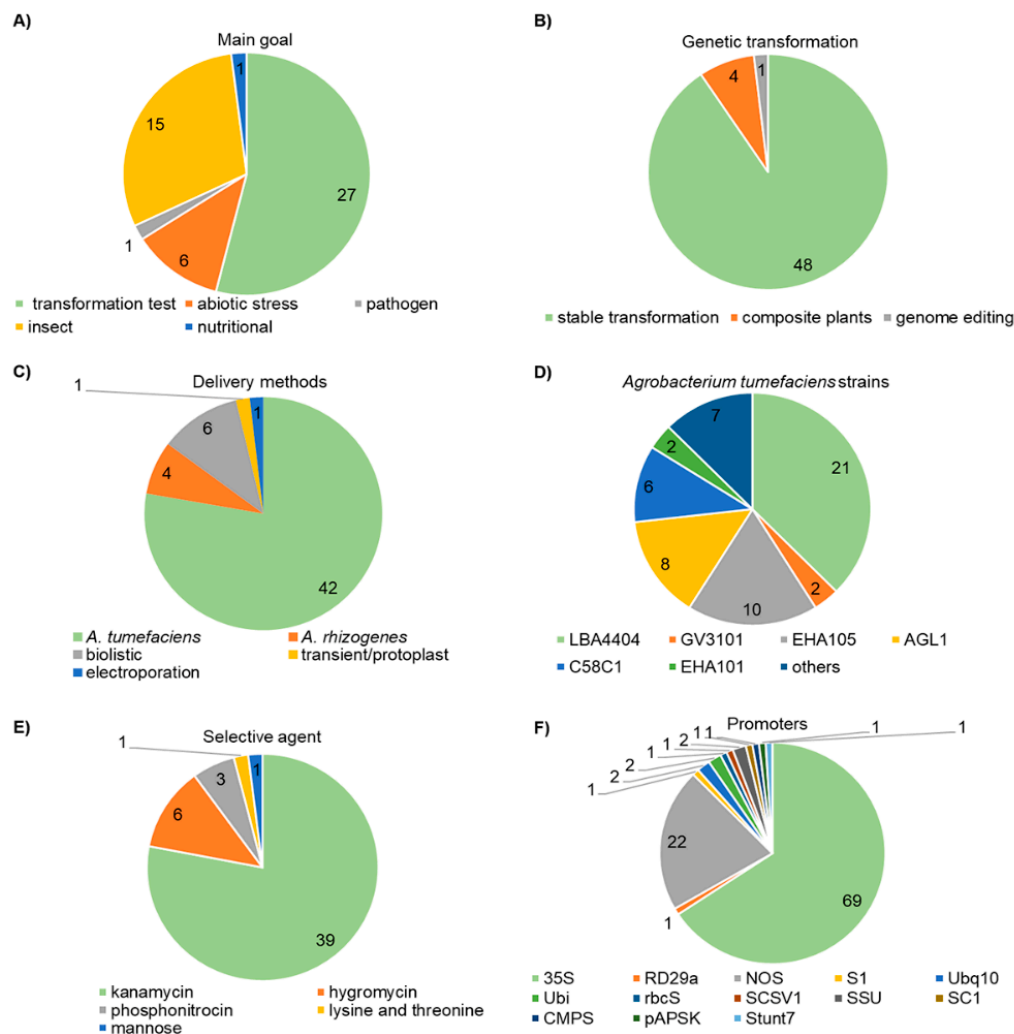 A)
Main goal
1
15
27
1
6
transformation test abiotic stress pathogen
insect nutritional
B)
Genetic transformation
4 1
48
stable transformation composite plants genome editing
C)
Delivery methods
1
1
6
4
42
A. tumefaciens A. rhizogenes
biolistic transient/protoplast
electroporation
D)
Agrobacterium tumefaciens strains
7
2
21
6
8
2
10
LBA4404 GV3101 EHA105 AGL1
C58C1 EHA101 others
E)
Selective agent
1
1
3
6
39
kanamycin hygromycin
phosphonitrocin lysine and threonine
mannose
F)
Promoters
1 2 2 1 1 2 1 1 1 1
22
69
1
35S RD29a NOS S1 Ubq10
Ubi rbcS SCSV1 SSU SC1
CMPS pAPSK Stunt7